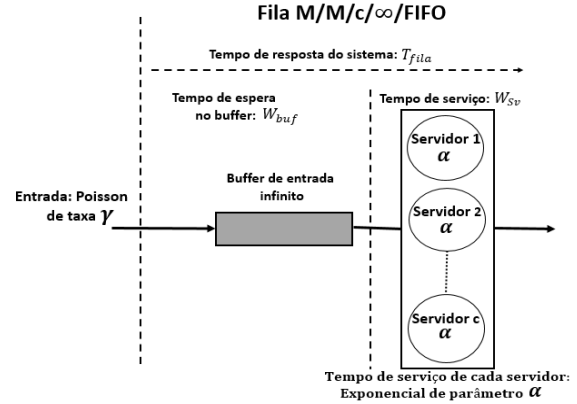 Fila M/M/c/∞/FIFO
Tempo de resposta do sistema: T_fila
Tempo de espera
no buffer: W_buf
Tempo de serviço: W_Sv
Servidor 1
α
Buffer de entrada
infinito
Entrada: Poisson
de taxa γ
Servidor 2
α
Servidor c
α
Tempo de serviço de cada servidor:
Exponencial de parâmetro α